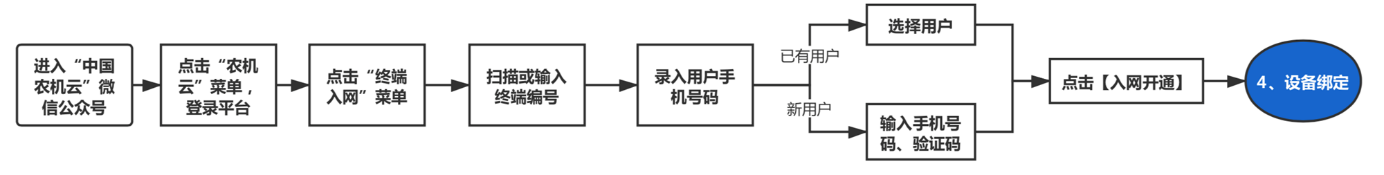 进入“中国
农机云”微
信公众号
点击“农机
云”菜单，
登录平台
点击“终端
入网”菜单
扫描或输入
终端编号
录入用户手
机号码
已有用户
选择用户
新用户
输入手机号
码、验证码
点击【入网开通】
4、设备绑定